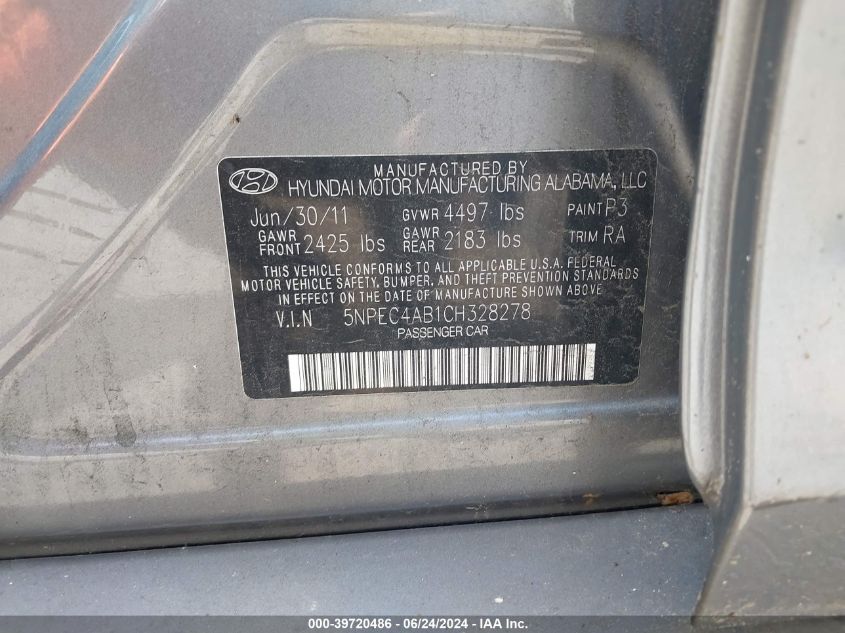 MANUFACTURED BY
HYUNDAI MOTOR MANUFACTURING ALABAMA, LLC
Jun/30/11 GVWR 4497 lbs PAINT P3
GAWR FRONT 2425 lbs GAWR REAR 2183 lbs TRIM RA
THIS VEHICLE CONFORMS TO ALL APPLICABLE U.S.A. FEDERAL
MOTOR VEHICLE SAFETY, BUMPER, AND THEFT PREVENTION STANDARDS
IN EFFECT ON THE DATE OF MANUFACTURE SHOWN ABOVE.
V.I.N 5NPEC4AB1CH328278
PASSENGER CAR
000-39720486 - 06/24/2024 - IAA Inc.